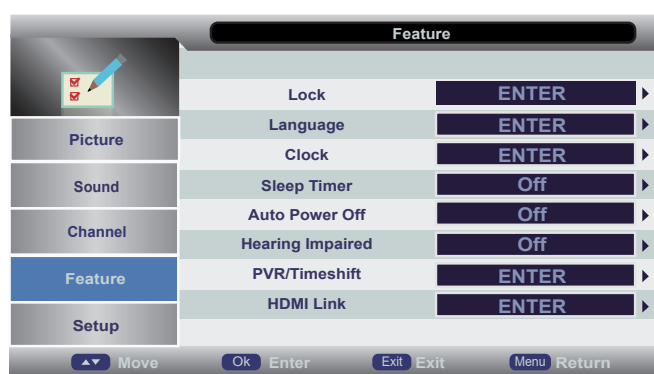 Feature
Lock ENTER
Picture
Language ENTER
Clock ENTER
Sound
Sleep Timer Off
Auto Power Off Off
Channel
Hearing Impaired Off
Feature
PVR/Timeshift ENTER
HDMI Link ENTER
Setup
Move Ok Enter Exit Exit Menu Return